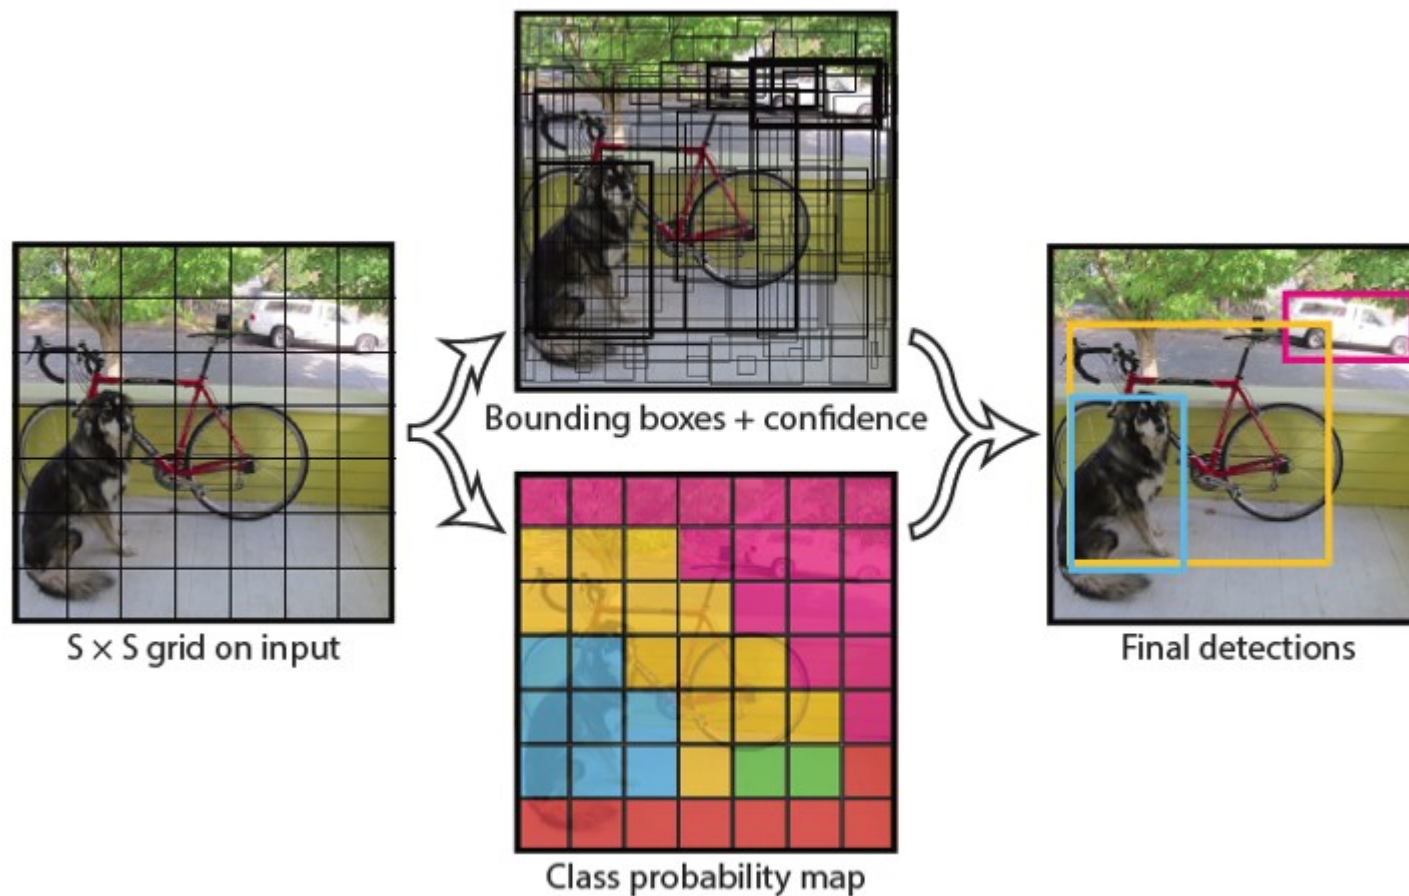 S × S grid on input
Bounding boxes + confidence
Class probability map
Final detections